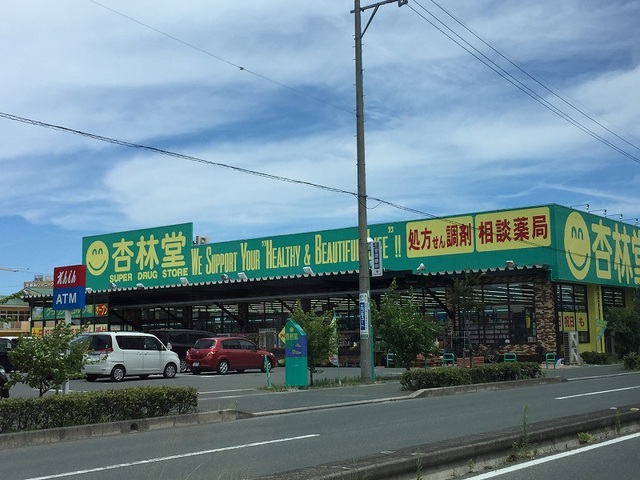 杏林堂
SUPER DRUG STORE
WE SUPPORT YOUR "HEALTHY & BEAUTIFUL LIFE" !!
処方せん調剤
相談薬局
杏林堂
ATM